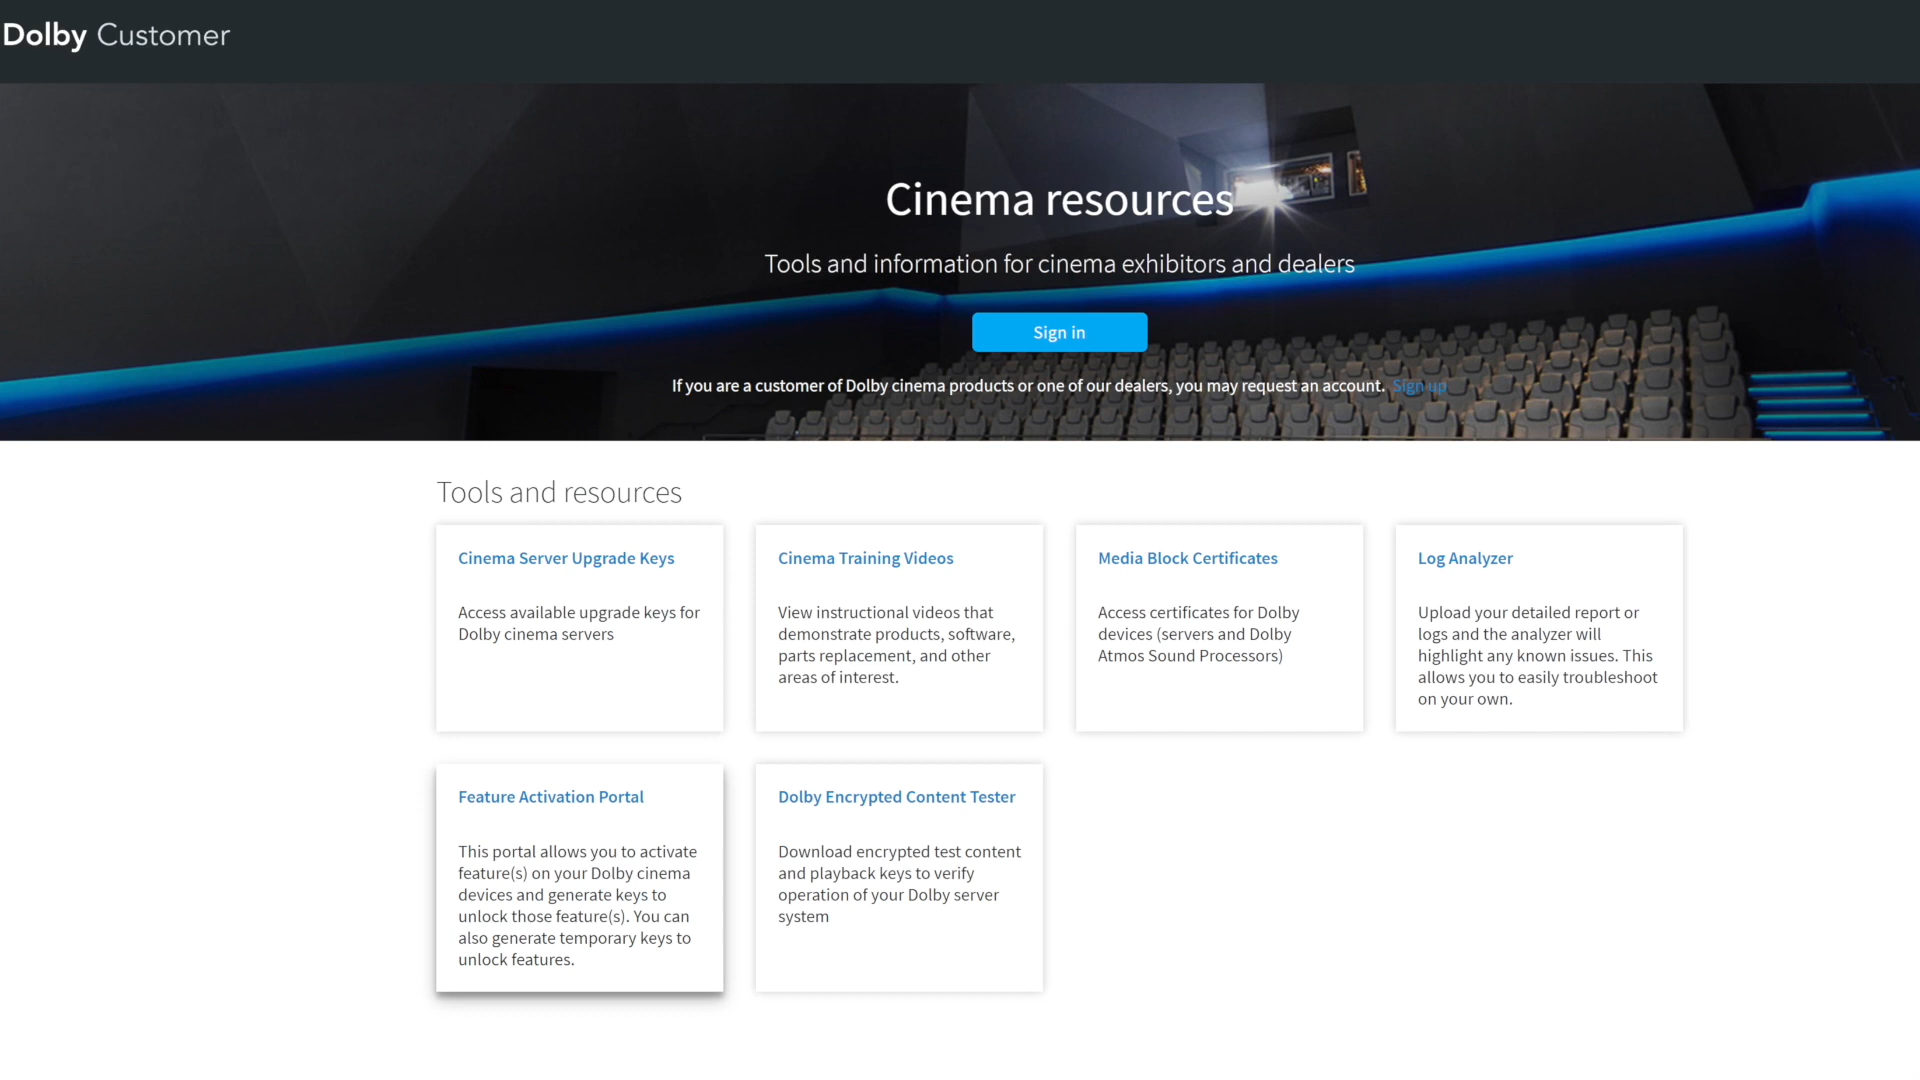 Dolby Customer
Cinema resources
Tools and information for cinema exhibitors and dealers
Sign in
If you are a customer of Dolby cinema products or one of our dealers, you may request an account. Sign up
Tools and resources
Cinema Server Upgrade Keys
Access available upgrade keys for
Dolby cinema servers
Cinema Training Videos
View instructional videos that
demonstrate products, software,
parts replacement, and other
areas of interest.
Media Block Certificates
Access certificates for Dolby
devices (servers and Dolby
Atmos Sound Processors)
Log Analyzer
Upload your detailed report or
logs and the analyzer will
highlight any known issues. This
allows you to easily troubleshoot
on your own.
Feature Activation Portal
This portal allows you to activate
feature(s) on your Dolby cinema
devices and generate keys to
unlock those feature(s). You can
also generate temporary keys to
unlock features.
Dolby Encrypted Content Tester
Download encrypted test content
and playback keys to verify
operation of your Dolby server
system